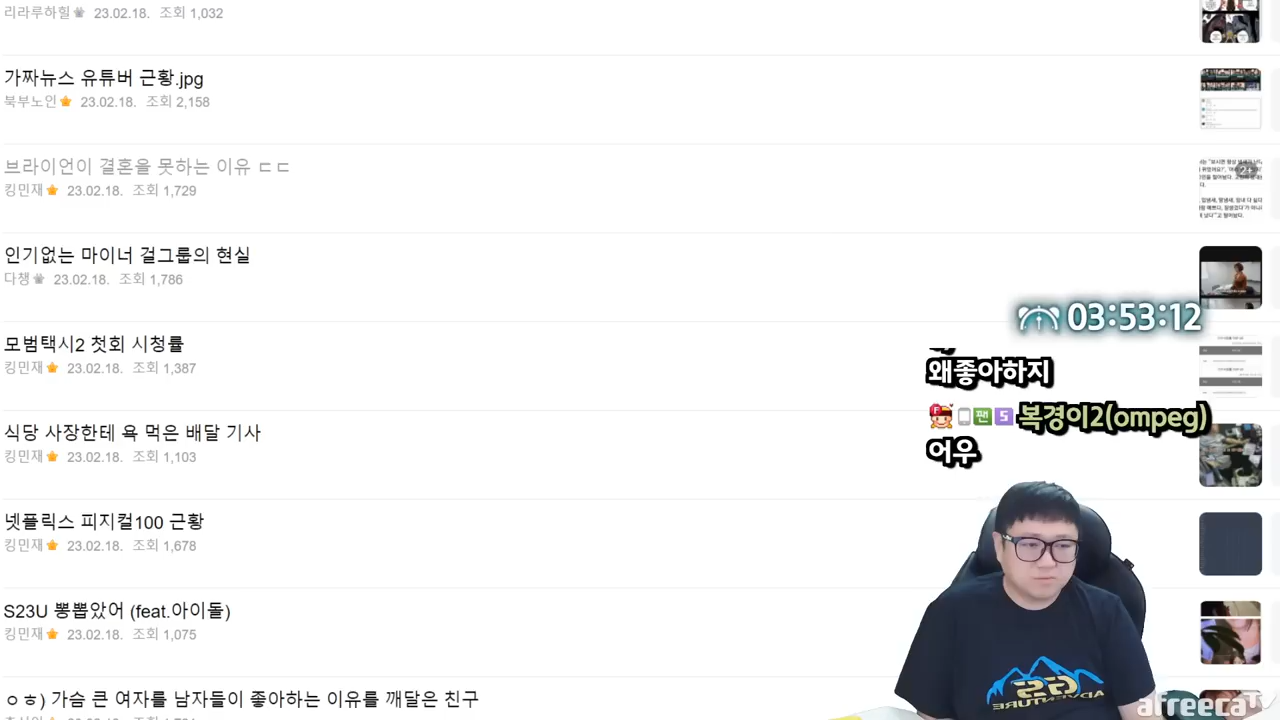 리라루하힐 23.02.18. 조회 1,032
가짜뉴스 유튜버 근황.jpg
북부노인 23.02.18. 조회 2,158
브라이언이 결혼을 못하는 이유 ㄷㄷ
킹민재 23.02.18. 조회 1,729
2+
인기없는 마이너 걸그룹의 현실
다챙 23.02.18. 조회 1,786
03:53:12
모범택시2 첫회 시청률
킹민재 23.02.18. 조회 1,387
왜좋아하지
F 팬 5 복경이2(ompeg)
어우
식당 사장한테 욕 먹은 배달 기사
킹민재 23.02.18. 조회 1,103
넷플릭스 피지컬100 근황
킹민재 23.02.18. 조회 1,678
S23U 뽕뽑았어 (feat.아이돌)
킹민재 23.02.18. 조회 1,075
ㅇㅎ) 가슴 큰 여자를 남자들이 좋아하는 이유를 깨달은 친구
ADVENTURE
afreecaTV